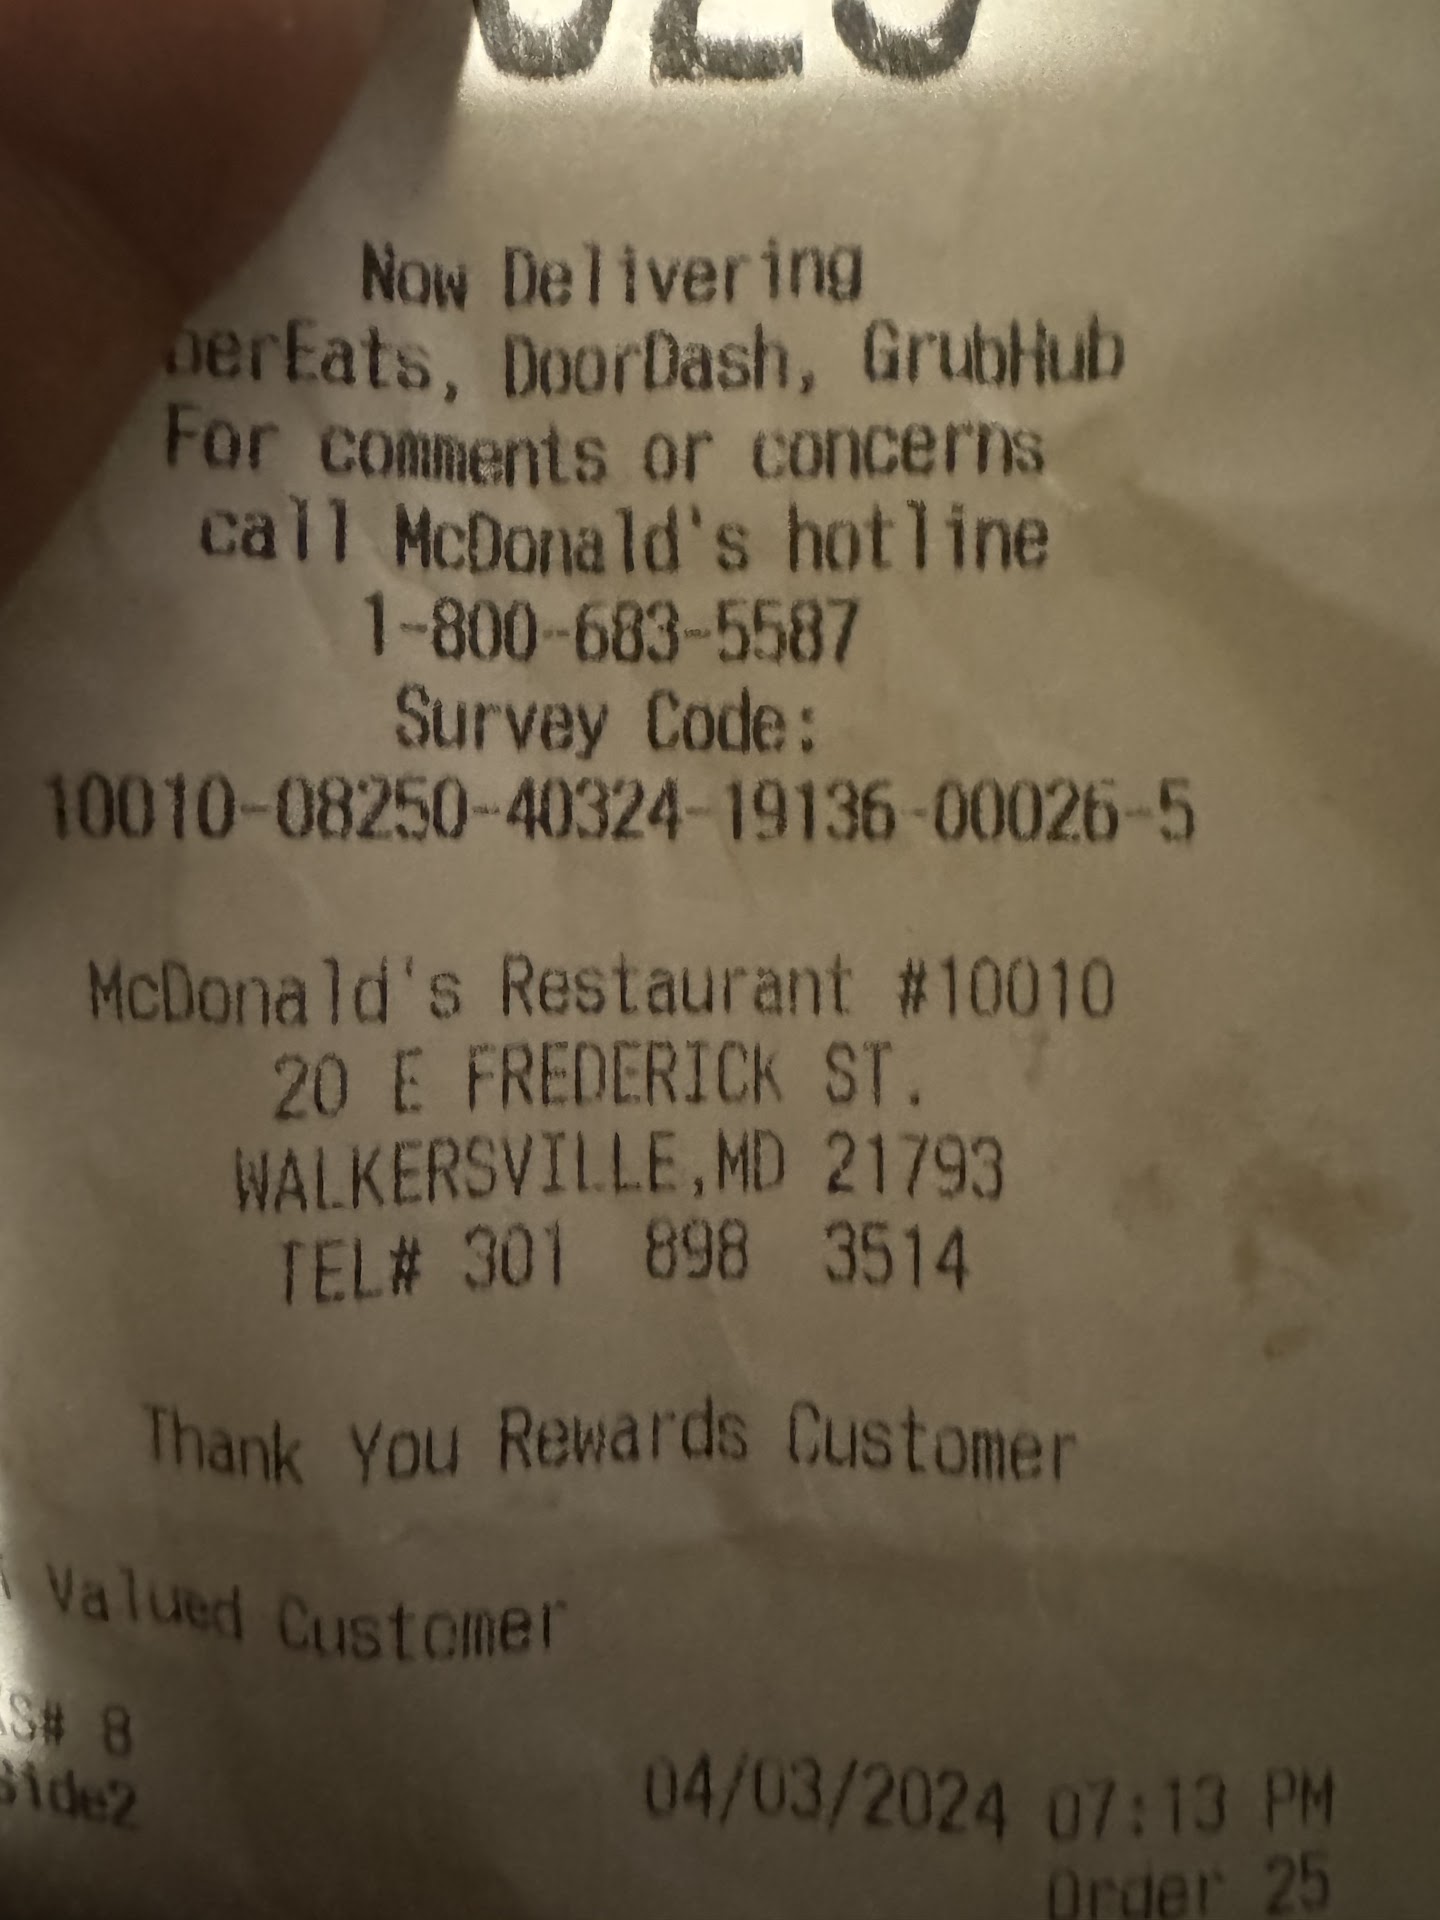 Now Delivering
berEats, DoorDash, GrubHub
For comments or concerns
call McDonald's hotline
1-800-683-5587
Survey Code:
10010-08250-40324-19136-00026-5
McDonald's Restaurant #10010
20 E FREDERICK ST.
WALKERSVILLE,MD 21793
TEL# 301 898 3514
Thank You Rewards Customer
Valued Customer
S# 8
Side2
04/03/2024 07:13 PM
Order 25